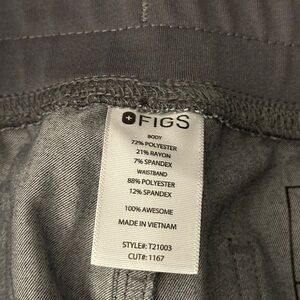 FIGS
BODY
72% POLYESTER
21% RAYON
7% SPANDEX
WAISTBAND
88% POLYESTER
12% SPANDEX
100% AWESOME
MADE IN VIETNAM
STYLE#: T21003
CUT#: 1167